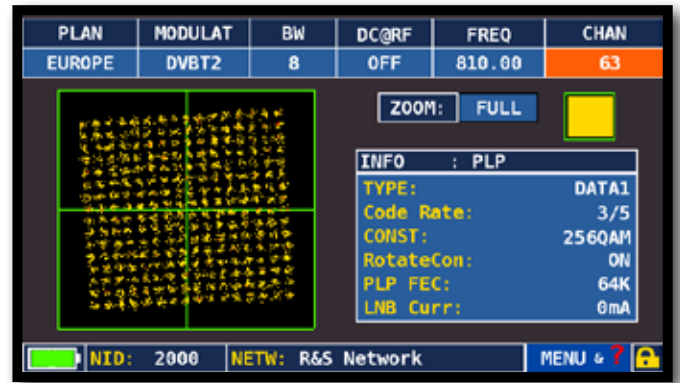 PLAN MODULAT BW DC@RF FREQ CHAN
EUROPE DVBT2 8 OFF 810.00 63
ZOOM: FULL
INFO : PLP
TYPE: DATA1
Code Rate: 3/5
CONST: 256QAM
RotateCon: ON
PLP FEC: 64K
LNB Curr: 0mA
NID: 2000 NETW: R&S Network MENU & ?